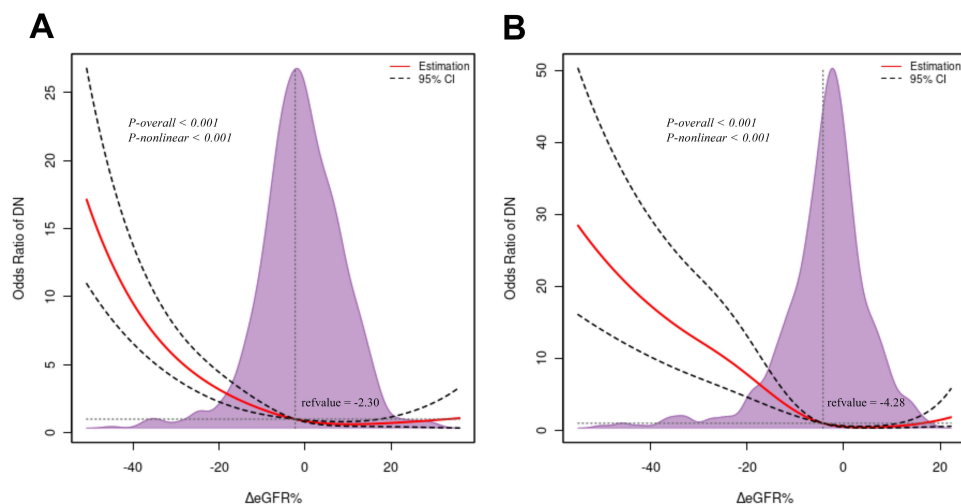 A
Estimation
95% CI
P-overall < 0.001
P-nonlinear < 0.001
Odds Ratio of DN
25
20
15
10
5
0
refvalue = -2.30
-40
-20
0
20
ΔeGFR%
B
Estimation
95% CI
P-overall < 0.001
P-nonlinear < 0.001
Odds Ratio of DN
50
40
30
20
10
0
refvalue = -4.28
-40
-20
0
20
ΔeGFR%